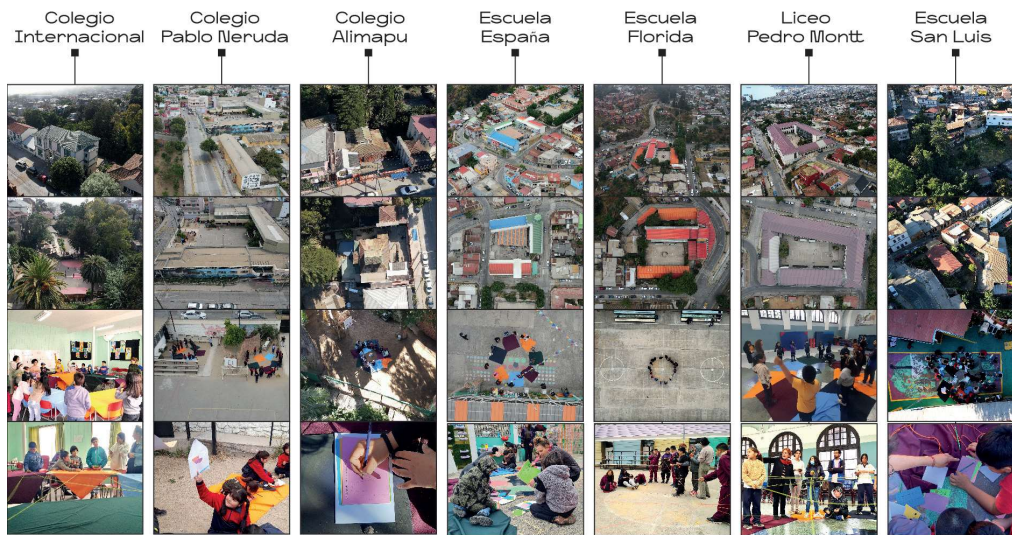 Colegio
Internacional
Colegio
Pablo Neruda
Colegio
Alimapu
Escuela
España
Escuela
Florida
Liceo
Pedro Montt
Escuela
San Luis